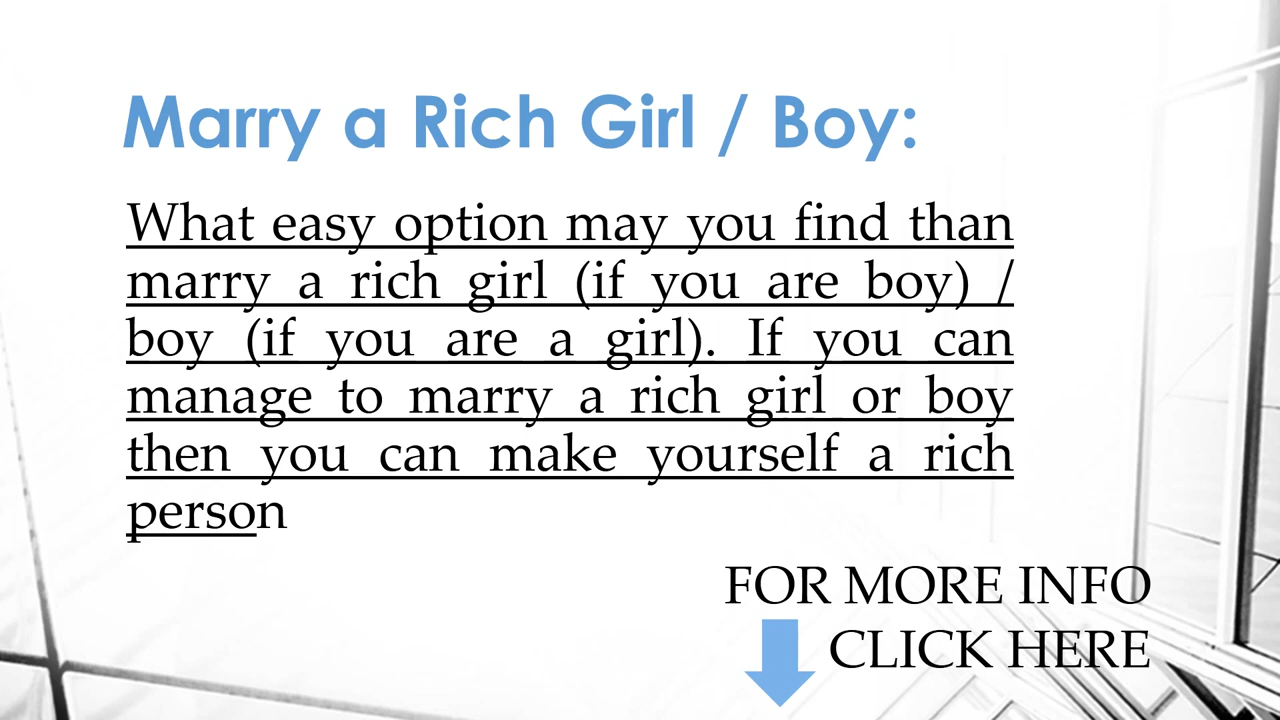 Marry a Rich Girl / Boy:
What easy option may you find than
marry a rich girl (if you are boy) /
boy (if you are a girl). If you can
manage to marry a rich girl or boy
then you can make yourself a rich
person
FOR MORE INFO
CLICK HERE